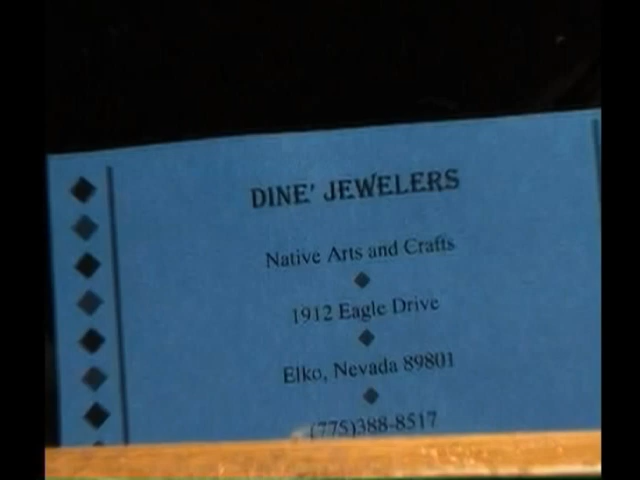 DINE' JEWELERS
Native Arts and Crafts
1912 Eagle Drive
Elko, Nevada 89801
(775)388-8517